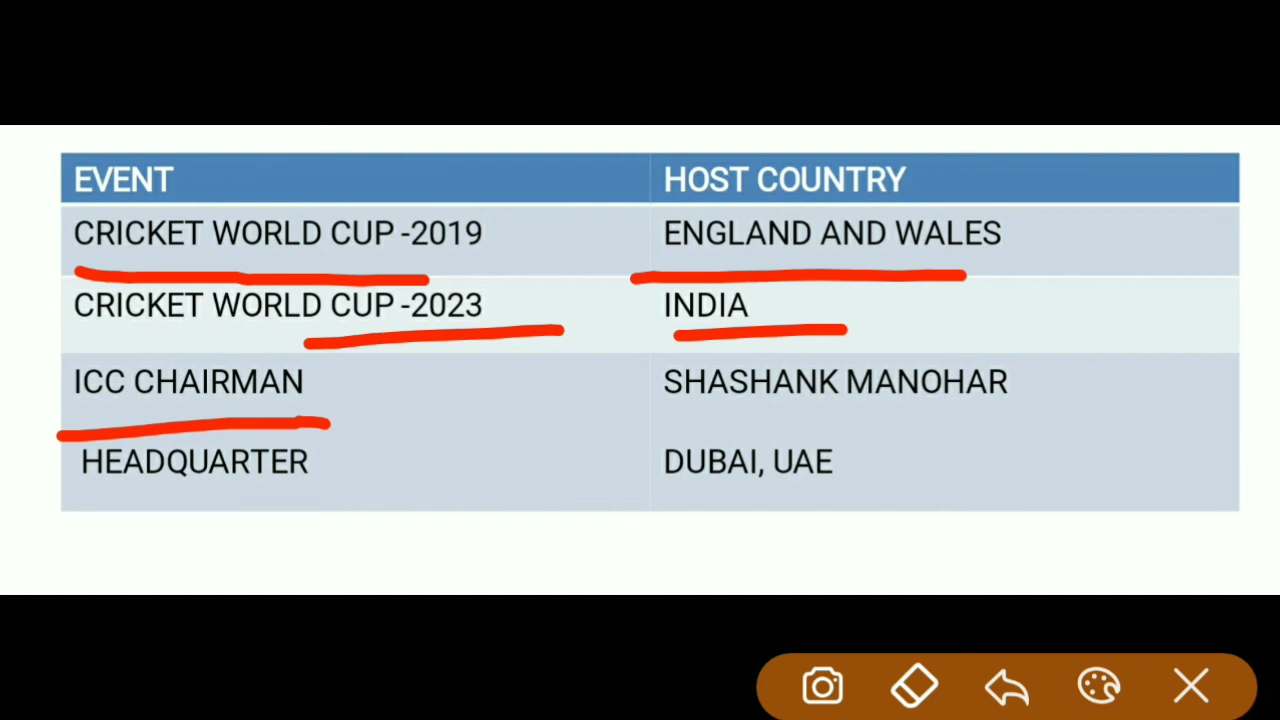 EVENT HOST COUNTRY
CRICKET WORLD CUP -2019 ENGLAND AND WALES
CRICKET WORLD CUP -2023 INDIA
ICC CHAIRMAN SHASHANK MANOHAR
HEADQUARTER DUBAI, UAE